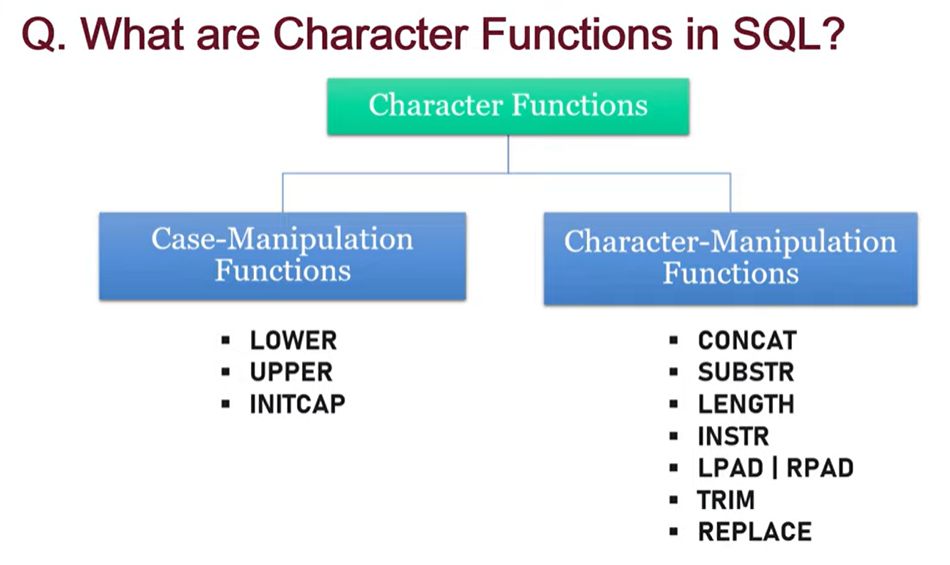 Q. What are Character Functions in SQL?
Character Functions
Case-Manipulation
Functions
▪ LOWER
▪ UPPER
▪ INITCAP
Character-Manipulation
Functions
▪ CONCAT
▪ SUBSTR
▪ LENGTH
▪ INSTR
▪ LPAD | RPAD
▪ TRIM
▪ REPLACE